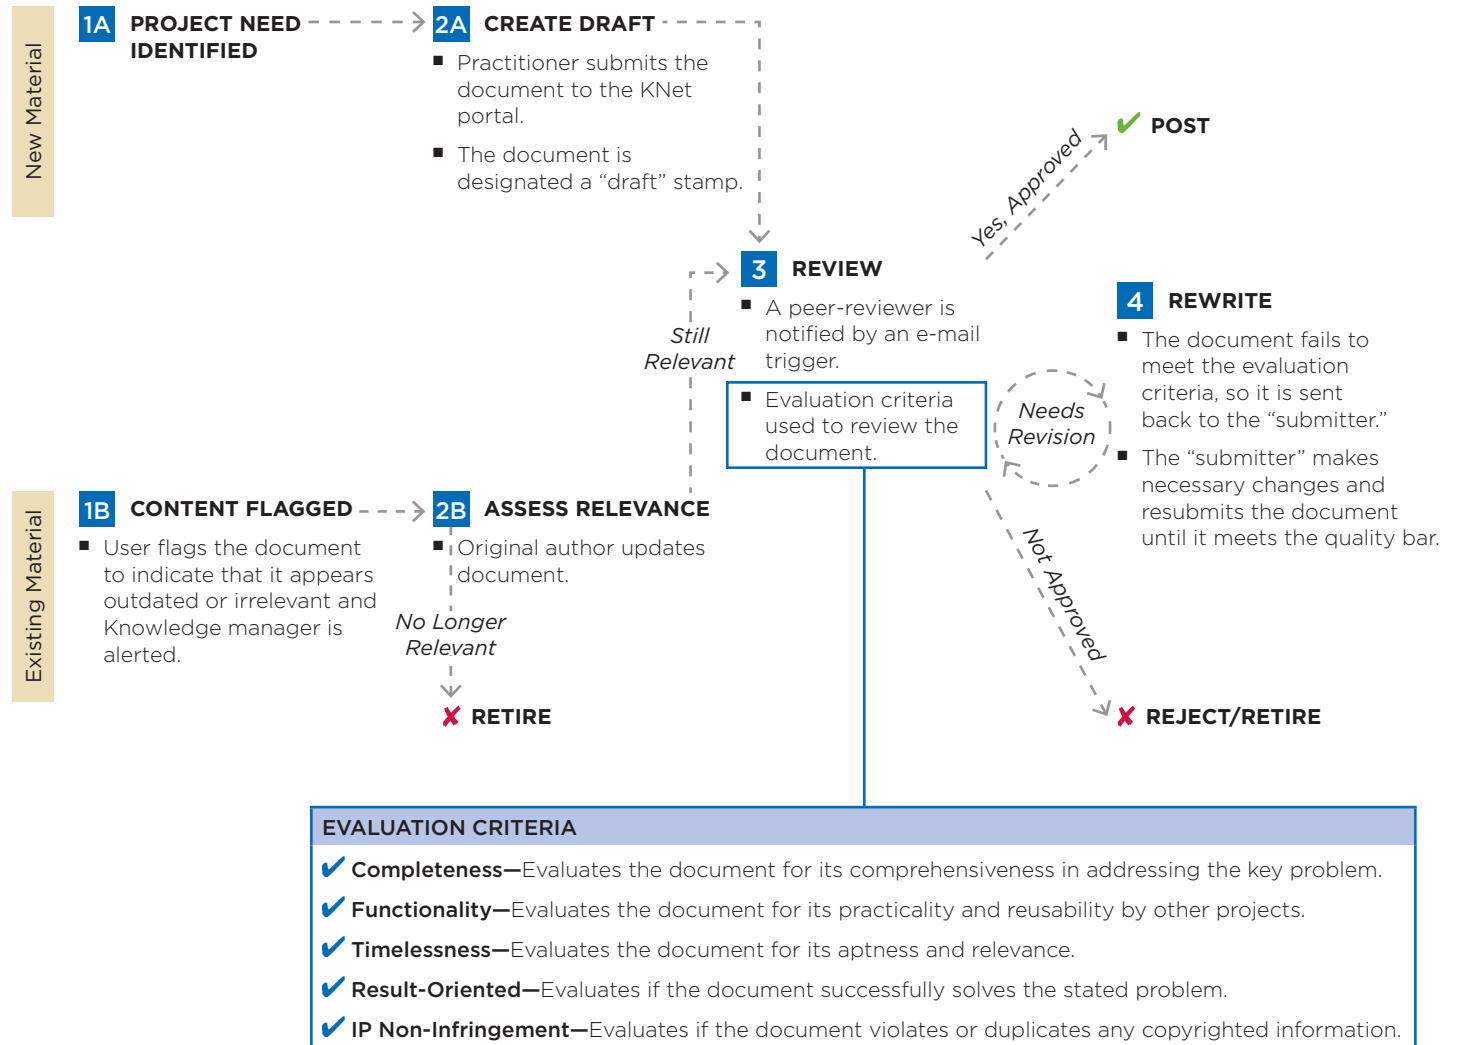 New Material
1A PROJECT NEED
IDENTIFIED
2A CREATE DRAFT
■ Practitioner submits the
document to the KNet
portal.
■ The document is
designated a “draft” stamp.
Yes, Approved
✔ POST
3 REVIEW
■ A peer-reviewer is
notified by an e-mail
trigger.
■ Evaluation criteria
used to review the
document.
Still
Relevant
Needs
Revision
4 REWRITE
■ The document fails to
meet the evaluation
criteria, so it is sent
back to the “submitter.”
■ The “submitter” makes
necessary changes and
resubmits the document
until it meets the quality bar.
Existing Material
1B CONTENT FLAGGED
■ User flags the document
to indicate that it appears
outdated or irrelevant and
Knowledge manager is
alerted.
2B ASSESS RELEVANCE
■ Original author updates
document.
No Longer
Relevant
✘ RETIRE
Not Approved
✘ REJECT/RETIRE
EVALUATION CRITERIA
✔ Completeness—Evaluates the document for its comprehensiveness in addressing the key problem.
✔ Functionality—Evaluates the document for its practicality and reusability by other projects.
✔ Timelessness—Evaluates the document for its aptness and relevance.
✔ Result-Oriented—Evaluates if the document successfully solves the stated problem.
✔ IP Non-Infringement—Evaluates if the document violates or duplicates any copyrighted information.